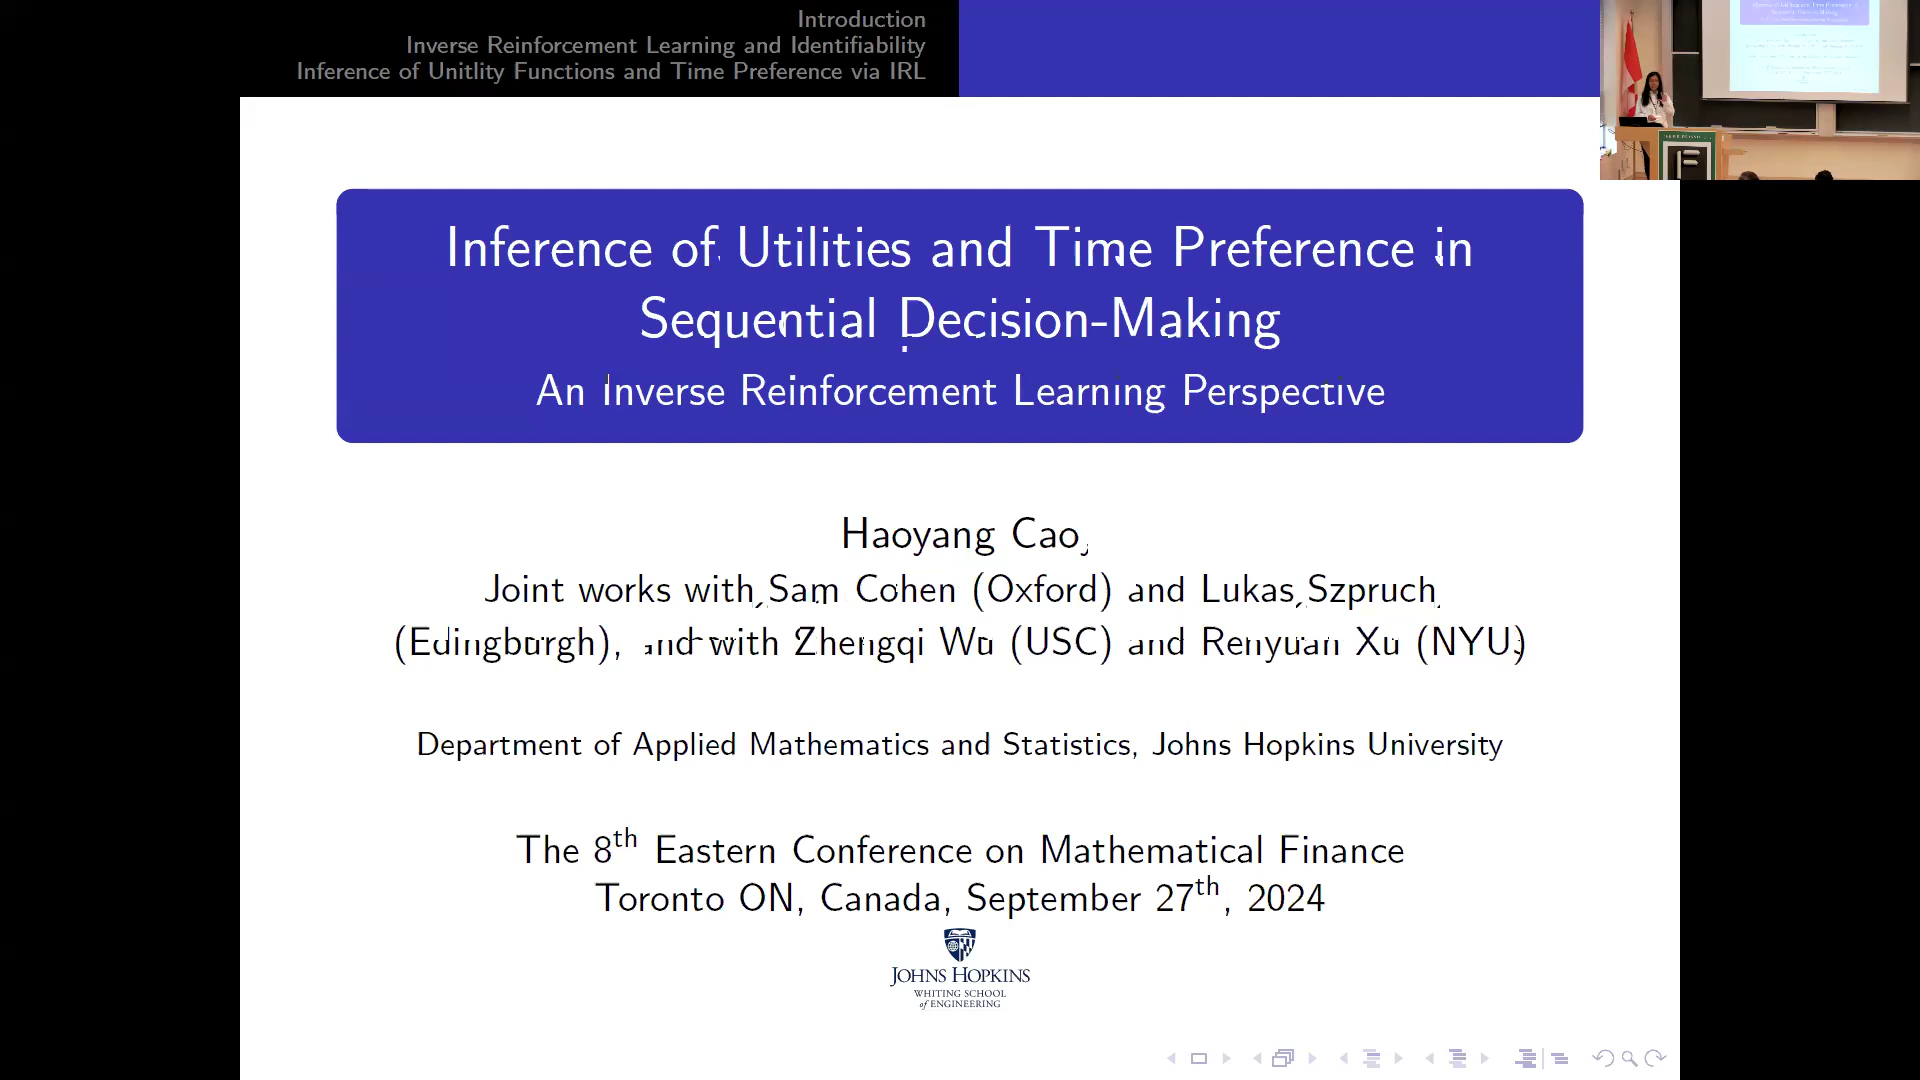 Introduction
Inverse Reinforcement Learning and Identifiability
Inference of Unitlity Functions and Time Preference via IRL
Inference of Utilities and Time Preference in
Sequential Decision-Making
An Inverse Reinforcement Learning Perspective
Haoyang Cao,
Joint works with Sam Cohen (Oxford) and Lukas Szpruch
(Edingburgh), and with Zhengqi Wu (USC) and Renyuan Xu (NYU)
Department of Applied Mathematics and Statistics, Johns Hopkins University
The 8th Eastern Conference on Mathematical Finance
Toronto ON, Canada, September 27th, 2024
JOHNS HOPKINS
WHITING SCHOOL
of ENGINEERING